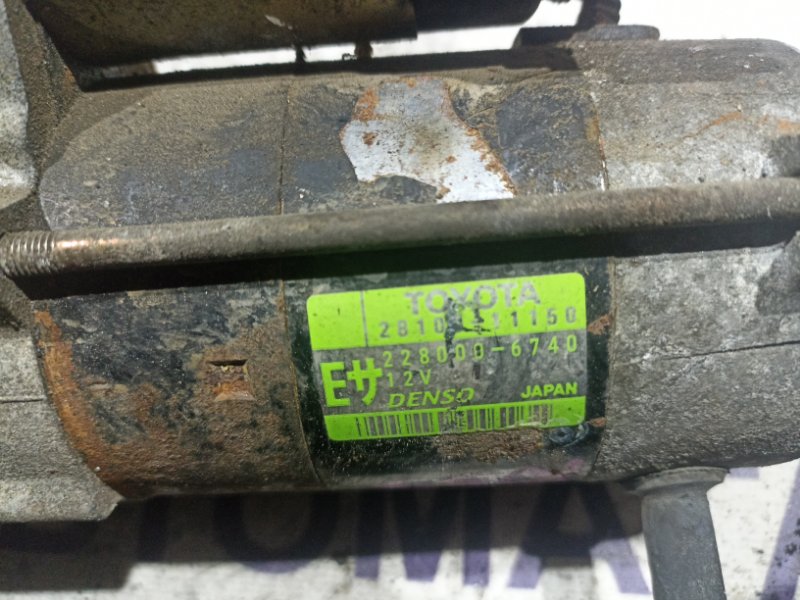 TOYOTA
228000-6740
Eサ
12V
DENSO
JAPAN